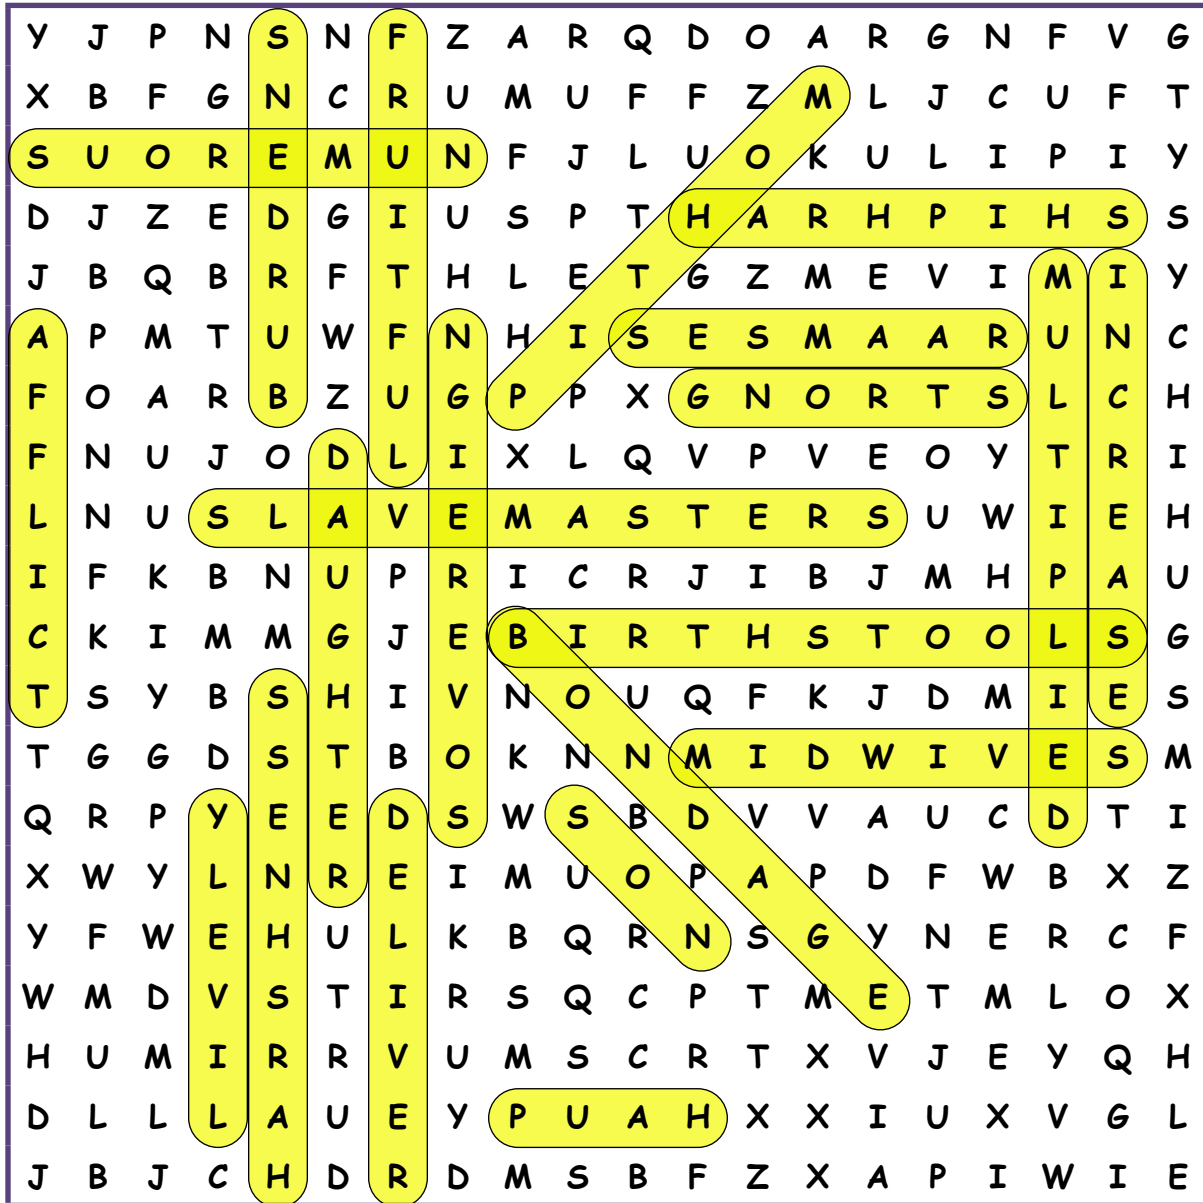 Y J P N S N F Z A R Q D O A R G N F V G
X B F G N C R U M U F F Z M L J C U F T
S U O R E M U N F J L U O K U L I P I Y
D J Z E D G I U S P T H A R H P I H S S
J B Q B R F T H L E T G Z M E V I M I Y
A P M T U W F N H I S E S M A A R U N C
F O A R B Z U G P P X G N O R T S L C H
F N U J O D L I X L Q V P V E O Y T R I
L N U S L A V E M A S T E R S U W I E H
I F K B N U P R I C R J I B J M H P A U
C K I M M G J E B I R T H S T O O L S G
T S Y B S H I V N O U Q F K J D M I E S
T G G D S T B O K N N M I D W I V E S M
Q R P Y E E D S W S B D V V A U C D T I
X W Y L N R E I M U O P A P D F W B X Z
Y F W E H U L K B Q R N S G Y N E R C F
W M D V S T I R S Q C P T M E T M L O X
H U M I R R V U M S C R T X V J E Y Q H
D L L L A U E Y P U A H X X I U X V G L
J B J C H D R D M S B F Z X A P I W I E